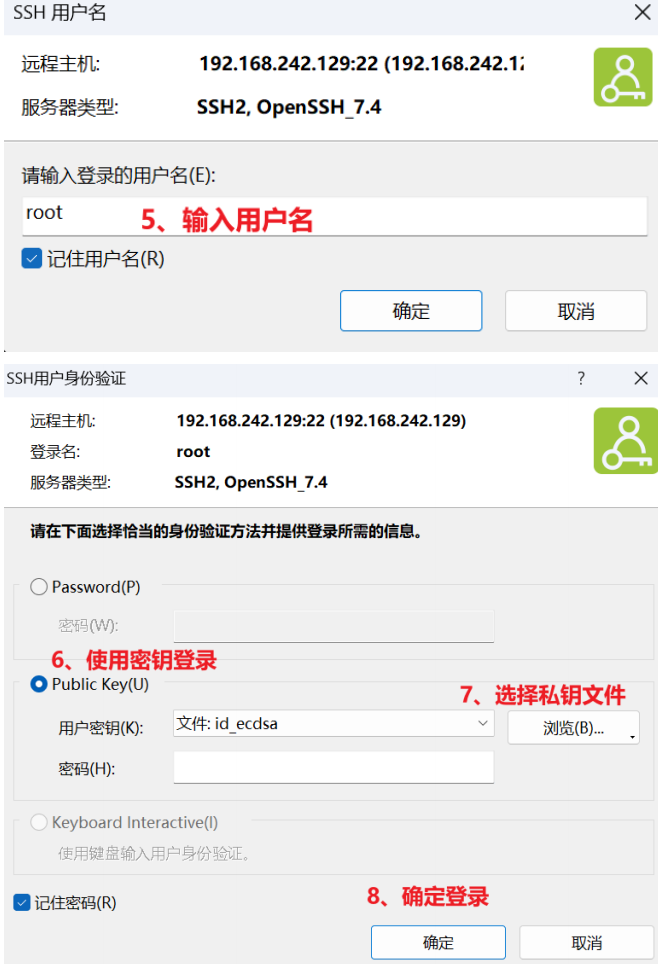 SSH 用户名
远程主机: 192.168.242.129:22 (192.168.242.12
服务器类型: SSH2, OpenSSH_7.4
请输入登录的用户名(E):
root
5、输入用户名
记住用户名(R)
确定 取消
SSH用户身份验证 ?
远程主机: 192.168.242.129:22 (192.168.242.129)
登录名: root
服务器类型: SSH2, OpenSSH_7.4
请在下面选择恰当的身份验证方法并提供登录所需的信息。
Password(P)
密码(W):
6、使用密钥登录
Public Key(U)
7、选择私钥文件
用户密钥(K): 文件: id_ecdsa 浏览(B)...
密码(H):
Keyboard Interactive(I)
使用键盘输入用户身份验证。
记住密码(R)
8、确定登录
确定 取消